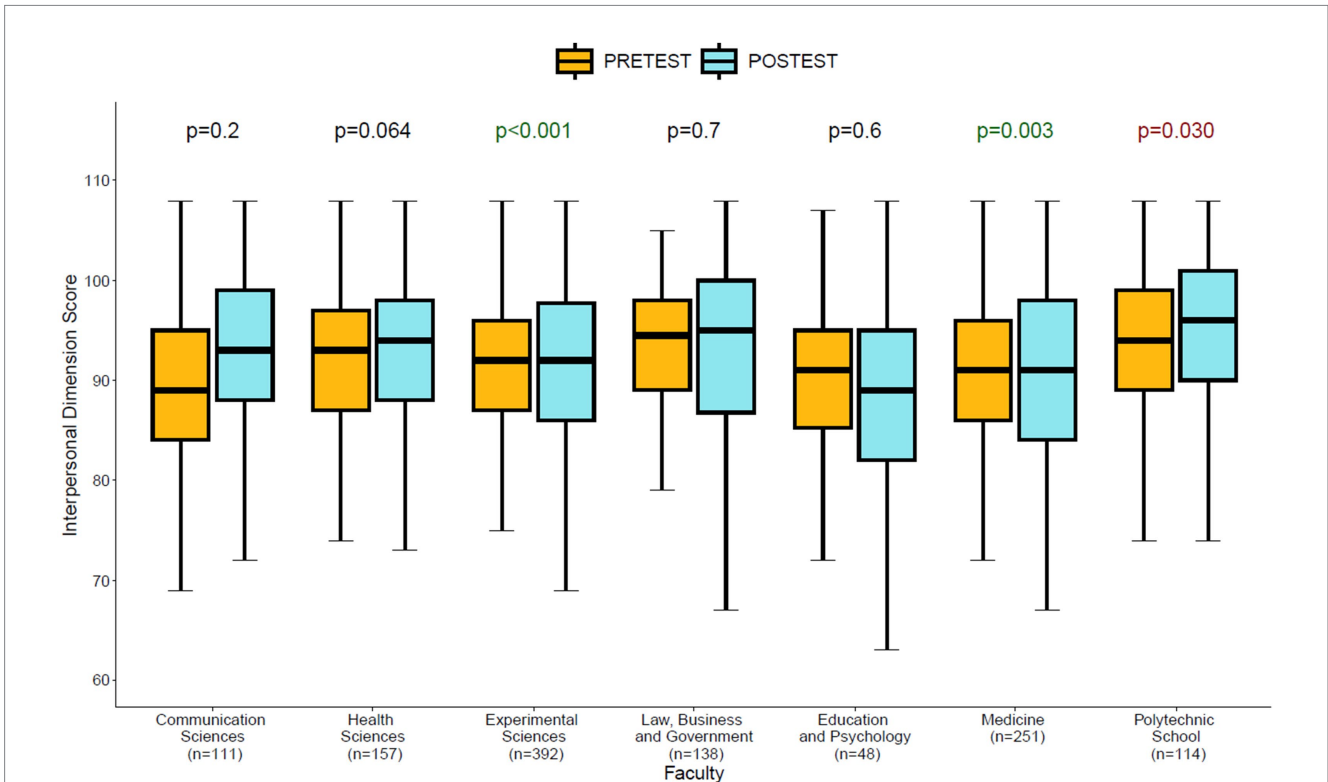 PRETEST POSTEST
p=0.2 p=0.064 p<0.001 p=0.7 p=0.6 p=0.003 p=0.030
Interpersonal Dimension Score
110
100
90
80
70
60
Communication
Sciences
(n=111)
Health
Sciences
(n=157)
Experimental
Sciences
(n=392)
Law, Business
and Government
(n=138)
Education
and Psychology
(n=48)
Medicine
(n=251)
Polytechnic
School
(n=114)
Faculty